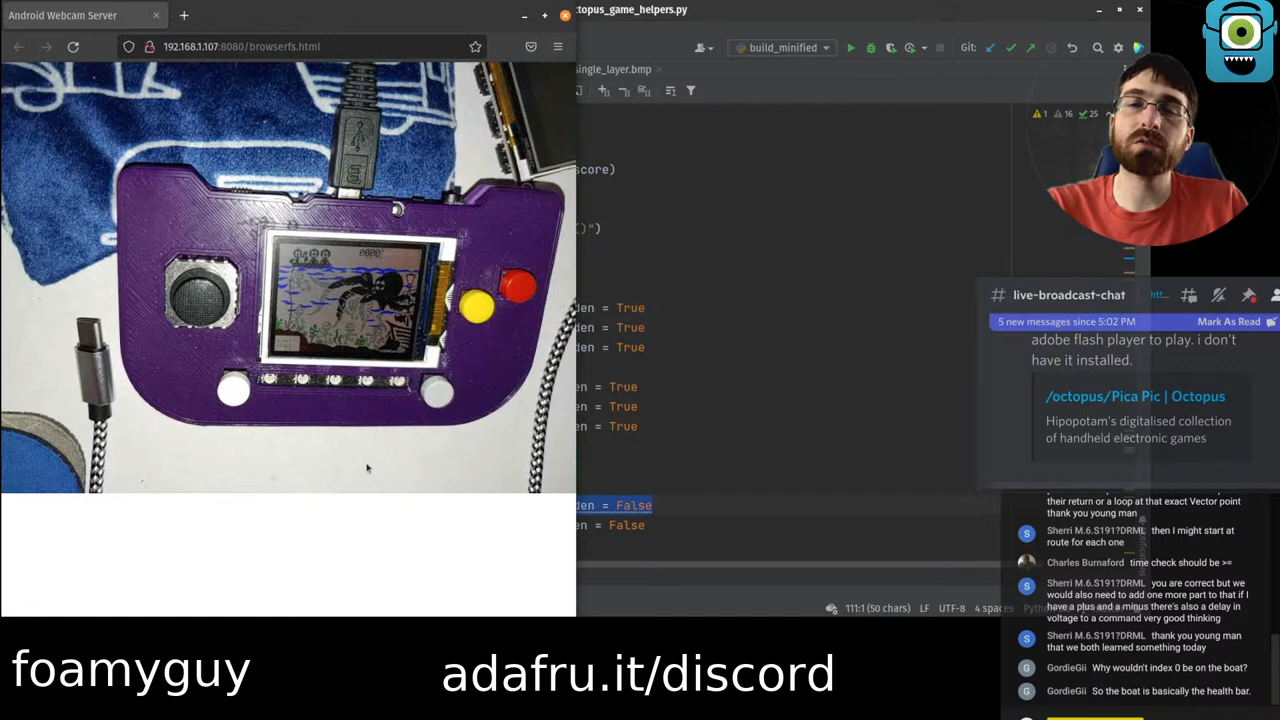 Android Webcam Server
192.168.1.107:8080/browserfs.html
ctopus_game_helpers.py
build_minified
Git:
single_layer.bmp
1 16 25
score)
()")
en = True
den = True
en = True
en = True
en = True
en = True
den = False
den = False
111:1 (50 chars) LF UTF-8 4 spaces
# live-broadcast-chat
htt...
5 new messages since 5:02 PM
Mark As Read
adobe flash player to play. i don't
have it installed.
/octopus/Pica Pic | Octopus
Hipopotam's digitalised collection
of handheld electronic games
their return or a loop at that exact Vector point
thank you young man
Sherri M.6.S191?DRML then I might start at
route for each one
Charles Burnaford time check should be >=
Sherri M.6.S191?DRML you are correct but we
would also need to add one more part to that if I
have a plus and a minus there's also a delay in
voltage to a command very good thinking
Sherri M.6.S191?DRML thank you young man
that we both learned something today
GordieGii Why wouldn't index 0 be on the boat?
GordieGii So the boat is basically the health bar.
foamyguy
adafru.it/discord